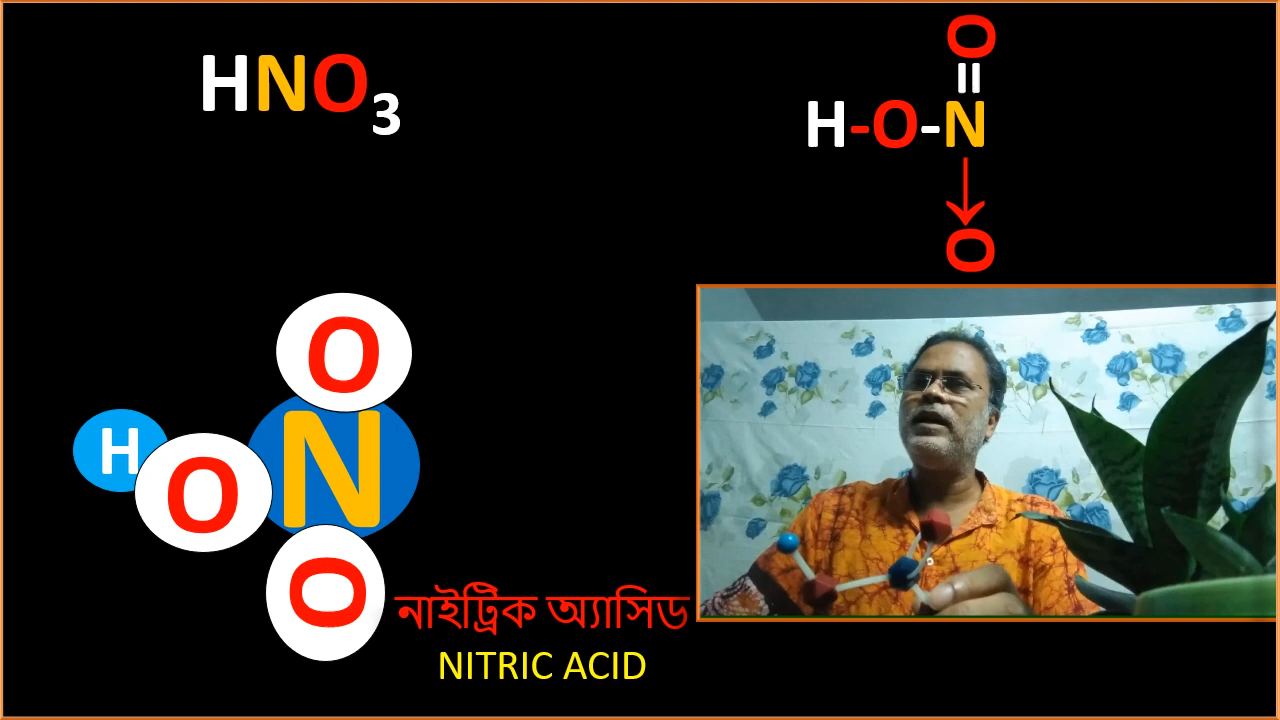 HNO3
O
||
H-O-N
↓
O
O
H O N
O
নাইট্রিক অ্যাসিড
NITRIC ACID